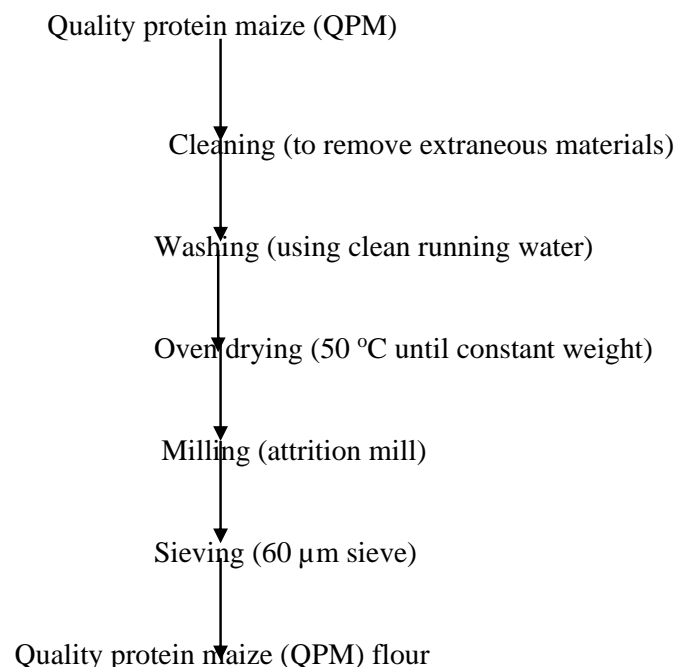 Quality protein maize (QPM)
Cleaning (to remove extraneous materials)
Washing (using clean running water)
Oven drying (50 °C until constant weight)
Milling (attrition mill)
Sieving (60 µm sieve)
Quality protein maize (QPM) flour